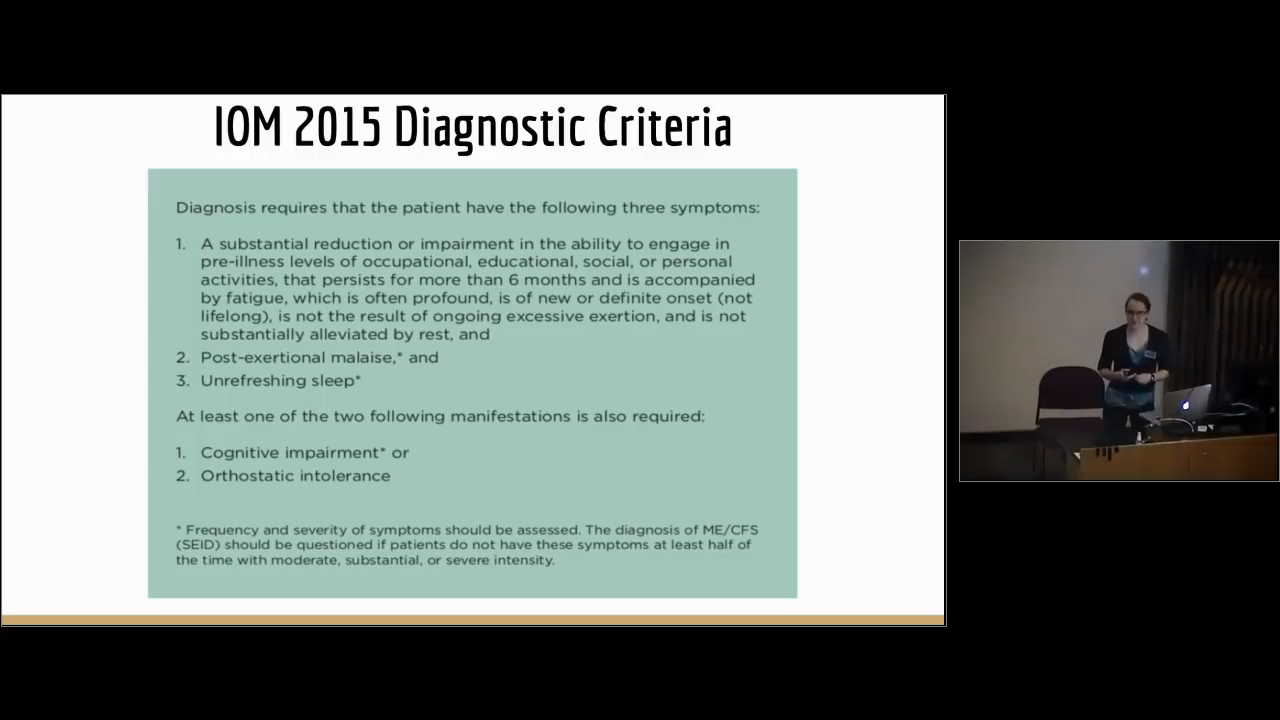 IOM 2015 Diagnostic Criteria
Diagnosis requires that the patient have the following three symptoms:
1. A substantial reduction or impairment in the ability to engage in
pre-illness levels of occupational, educational, social, or personal
activities, that persists for more than 6 months and is accompanied
by fatigue, which is often profound, is of new or definite onset (not
lifelong), is not the result of ongoing excessive exertion, and is not
substantially alleviated by rest, and
2. Post-exertional malaise,* and
3. Unrefreshing sleep*
At least one of the two following manifestations is also required:
1. Cognitive impairment* or
2. Orthostatic intolerance
* Frequency and severity of symptoms should be assessed. The diagnosis of ME/CFS
(SEID) should be questioned if patients do not have these symptoms at least half of
the time with moderate, substantial, or severe intensity.